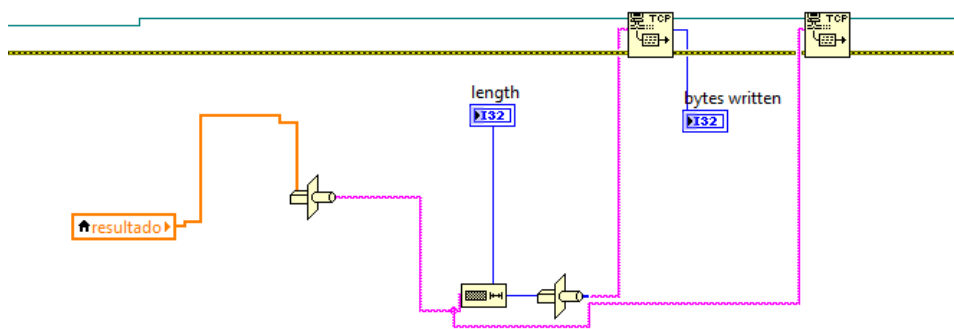 TCP
TCP
length
I32
bytes written
I32
resultado